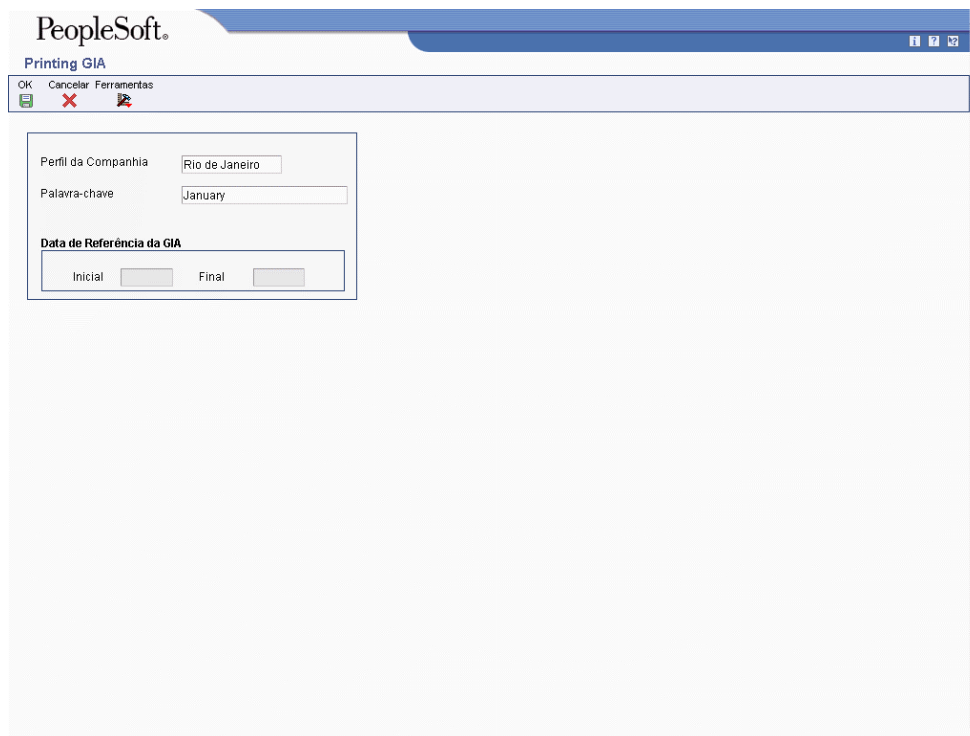 PeopleSoft®
Printing GIA
OK Cancelar Ferramentas
Perfil da Companhia Rio de Janeiro
Palavra-chave January
Data de Referência da GIA
Inicial Final